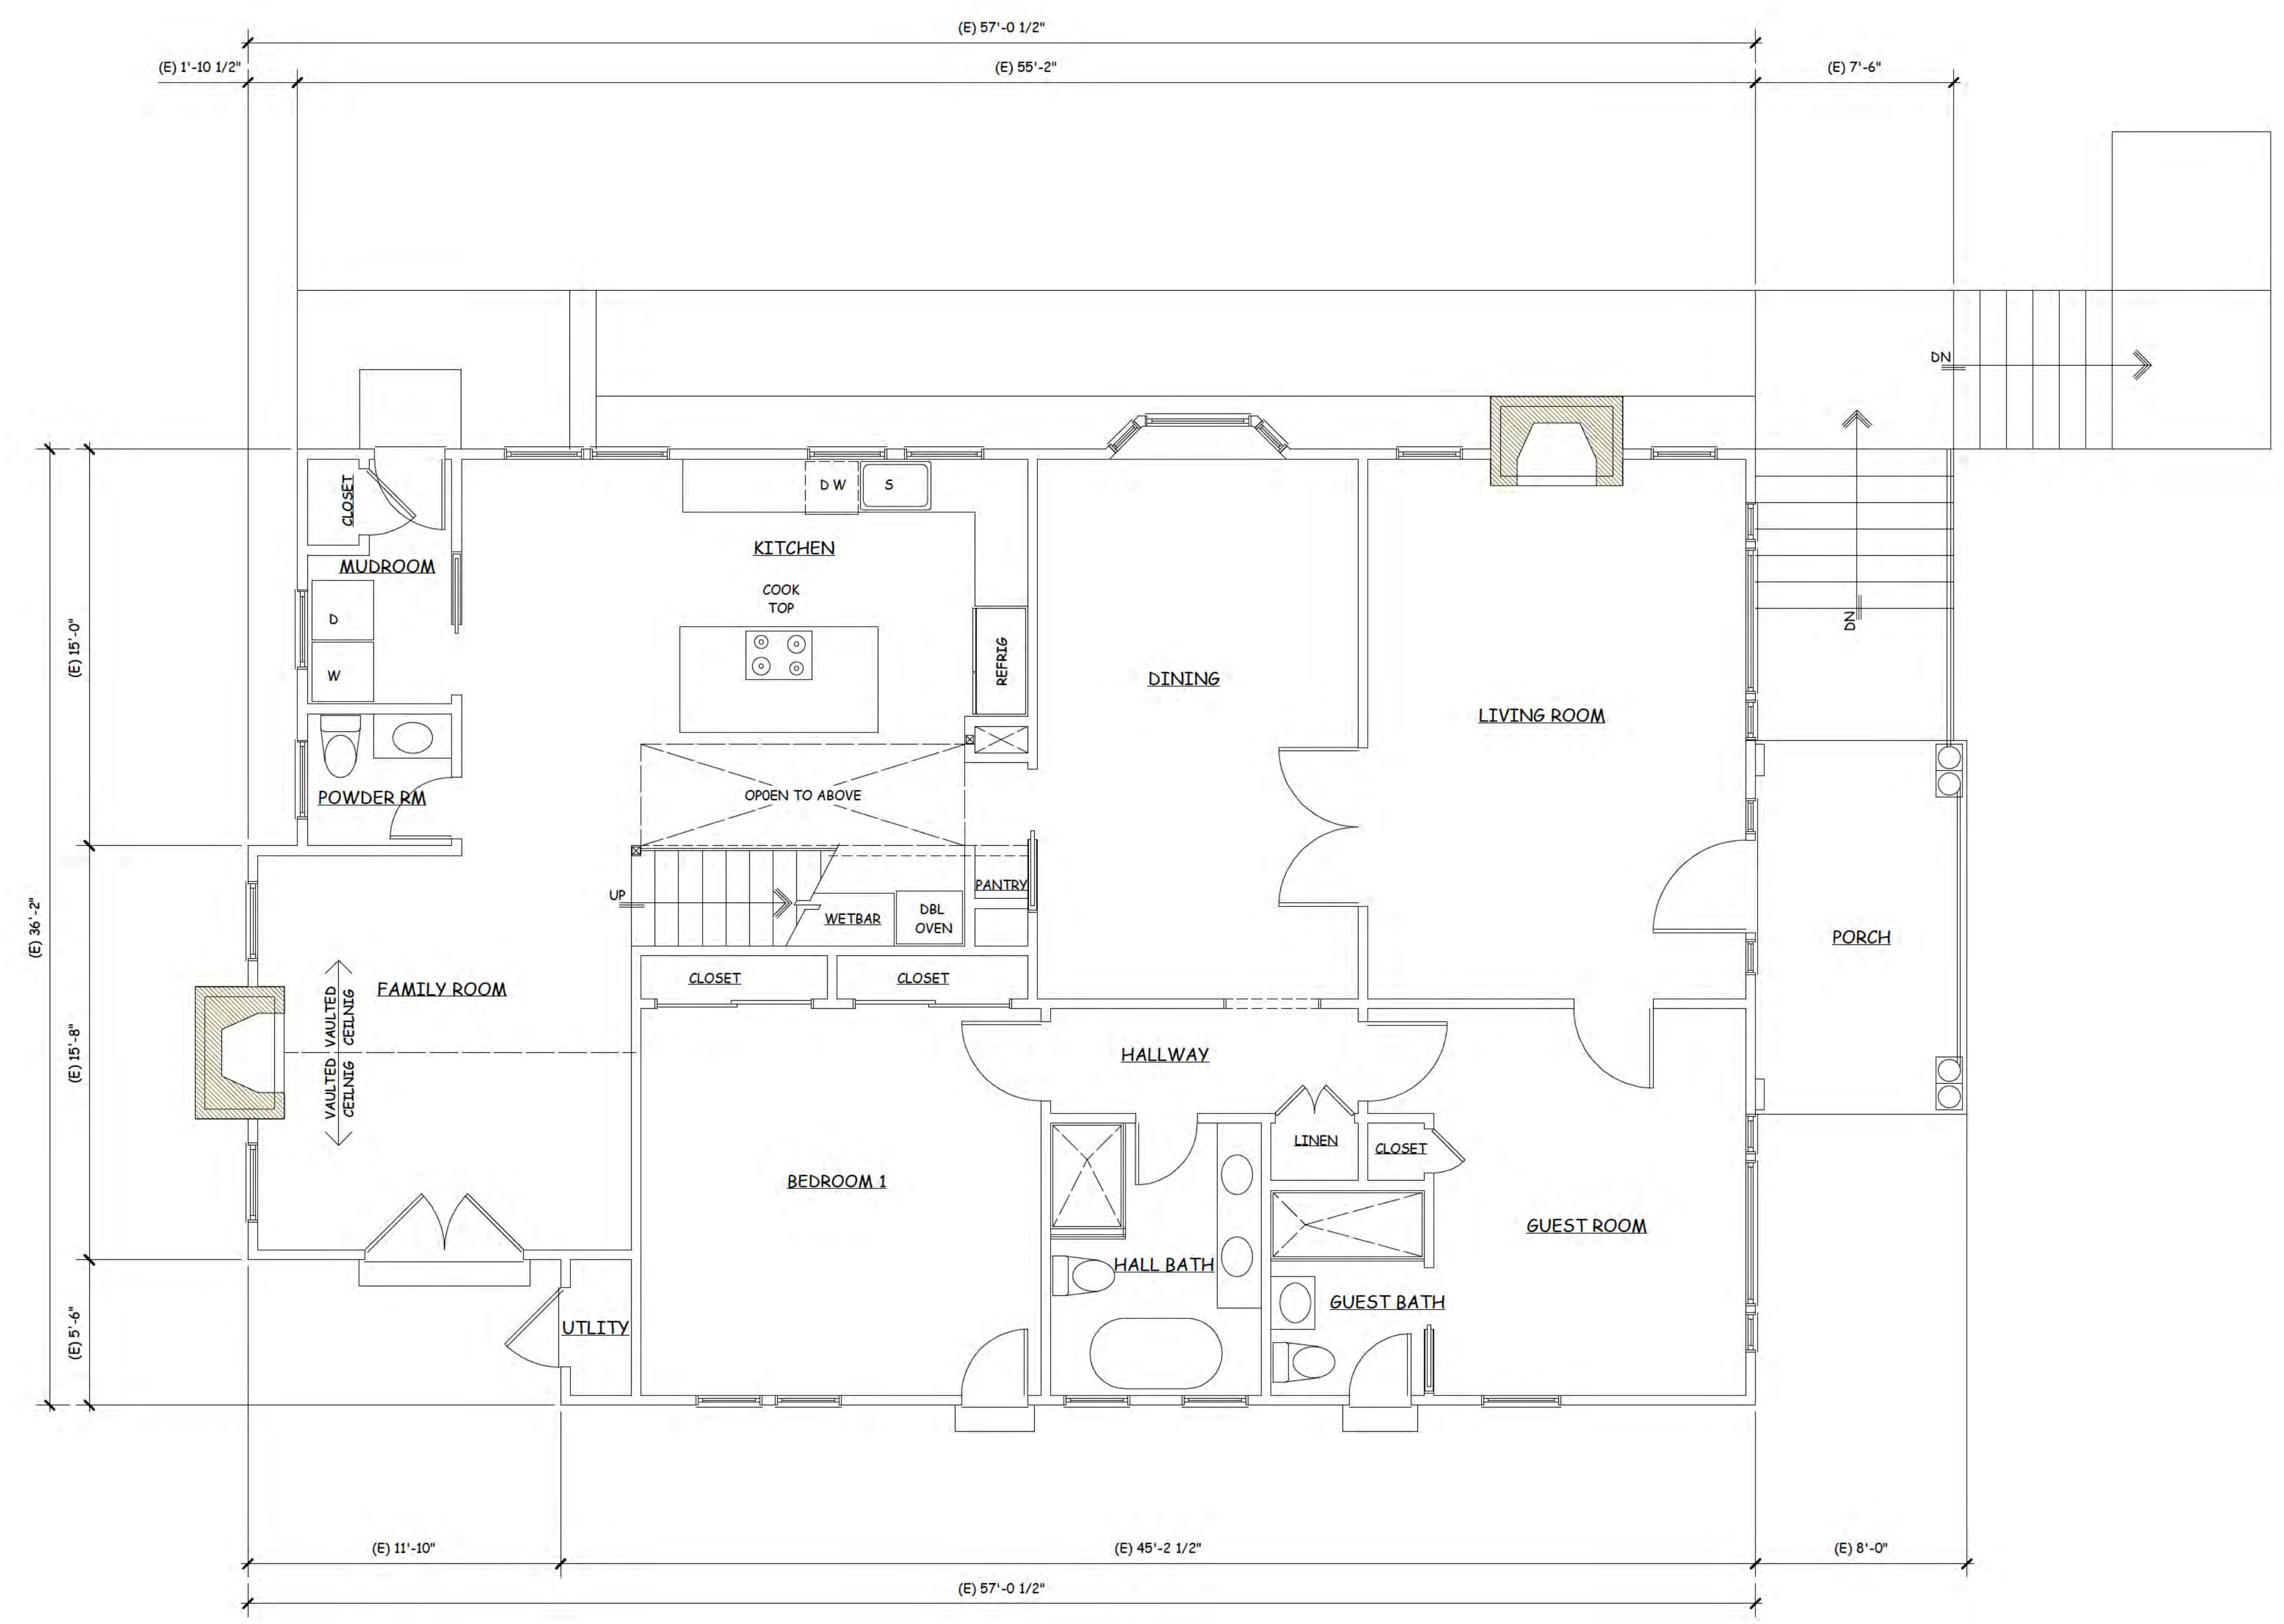 (E) 57'-0 1/2"
(E) 1'-10 1/2"
(E) 55'-2"
(E) 7'-6"
DN
DN
CLOSET
D W
S
KITCHEN
MUDROOM
COOK
TOP
D
W
REFRIG
DINING
LIVING ROOM
(E) 15'-0"
POWDER RM
OPOEN TO ABOVE
UP
PANTRY
WETBAR
DBL
OVEN
(E) 36'-2"
PORCH
CLOSET
CLOSET
FAMILY ROOM
VAULTED
CEILNIG
VAULTED
CEILNIG
(E) 15'-8"
HALLWAY
LINEN
CLOSET
BEDROOM 1
GUEST ROOM
HALL BATH
GUEST BATH
UTLITY
(E) 5'-6"
(E) 11'-10"
(E) 45'-2 1/2"
(E) 8'-0"
(E) 57'-0 1/2"